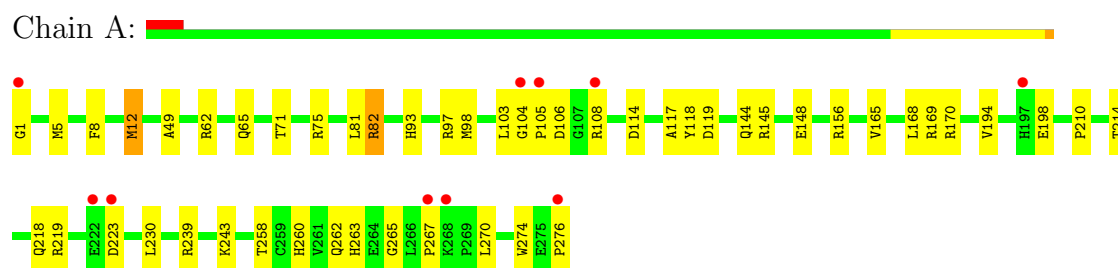 Chain A:
G1 M5 F8 M12 A49 R62 Q65 T71 R75 L81 R82 H93 R97 M98 L103 G104 P105 D106 G107 R108 D114 A117 Y118 D119 Q144 R145 E148 R156 V165 L168 R169 R170 V194 H197 E198 P210 T214
Q218 R219 E222 D223 L230 R239 K243 T258 C259 H260 V261 Q262 H263 E264 G265 L266 P267 K268 P269 L270 W274 E275 P276